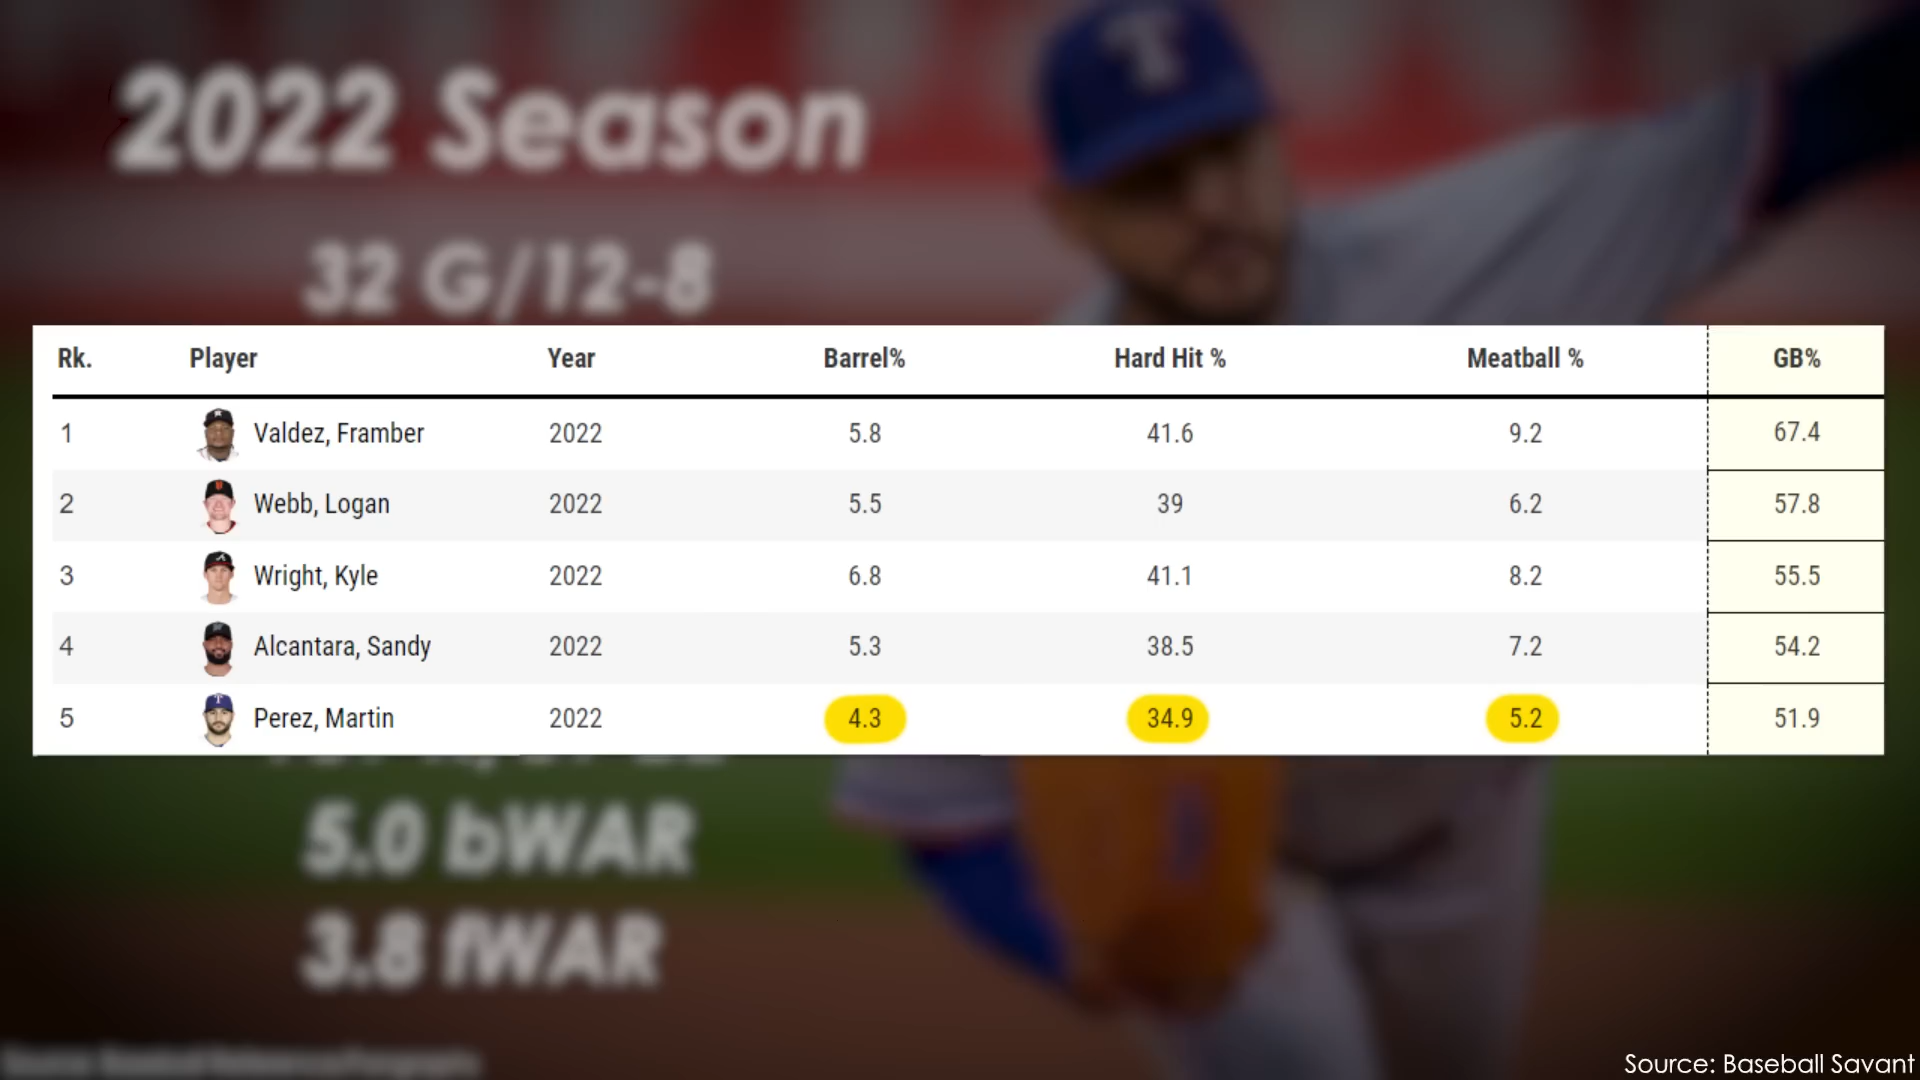 2022 Season
32 G/12-8
Rk. Player Year Barrel% Hard Hit % Meatball % GB%
1 Valdez, Framber 2022 5.8 41.6 9.2 67.4
2 Webb, Logan 2022 5.5 39 6.2 57.8
3 Wright, Kyle 2022 6.8 41.1 8.2 55.5
4 Alcantara, Sandy 2022 5.3 38.5 7.2 54.2
5 Perez, Martin 2022 4.3 34.9 5.2 51.9
5.0 bWAR
3.8 fWAR
Source: Baseball Savant